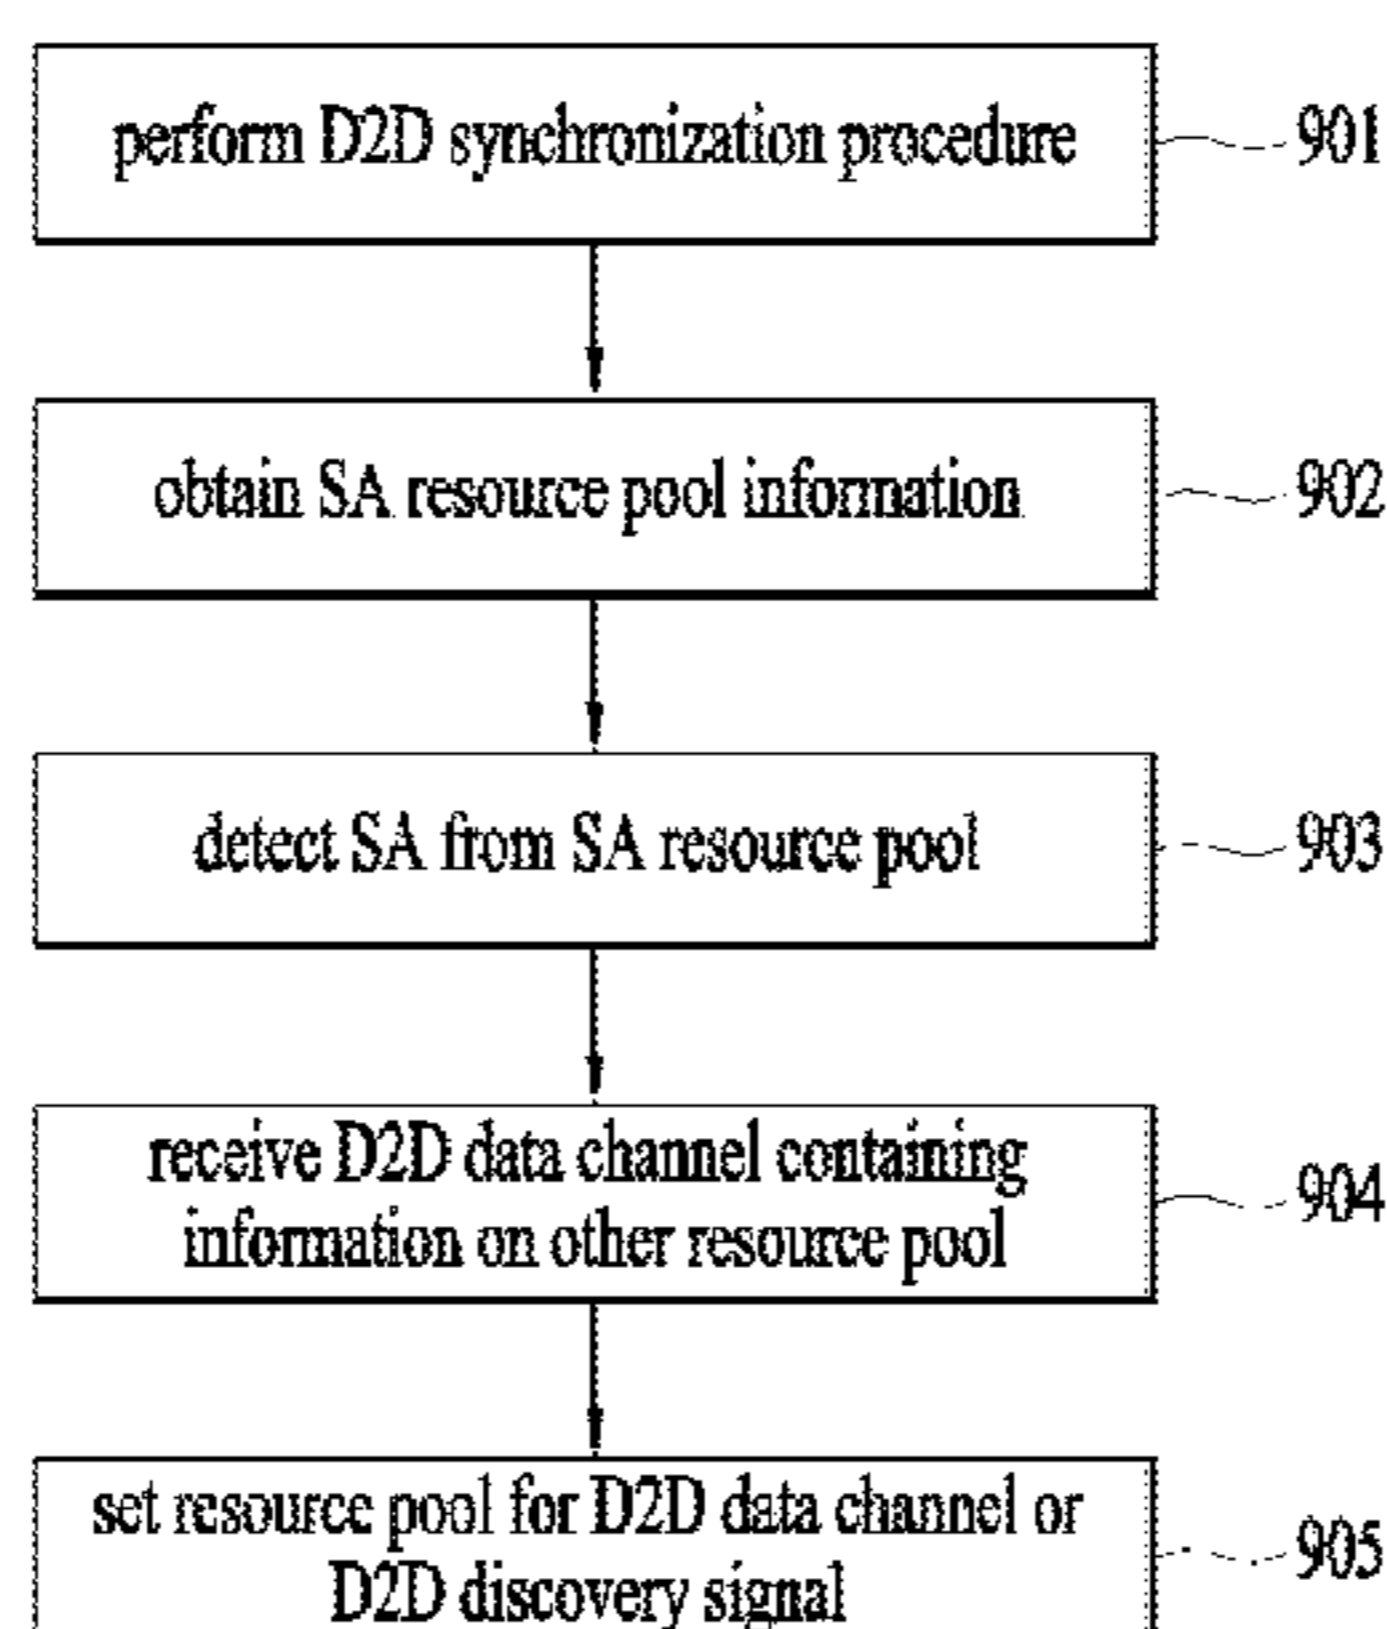 perform D2D synchronization procedure
901
obtain SA resource pool information
902
detect SA from SA resource pool
903
receive D2D data channel containing
information on other resource pool
904
set resource pool for D2D data channel or
D2D discovery signal
905